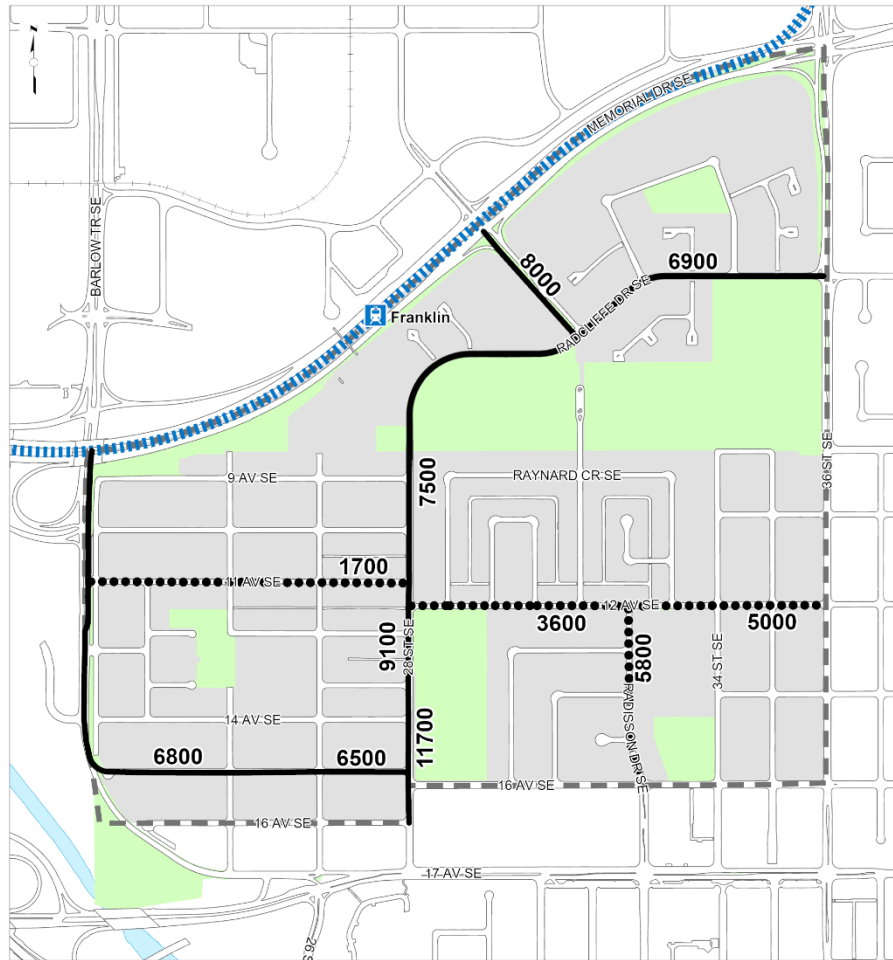 MEMORIAL DR SE
BARLOW TR SE
8000
6900
RADCLIFFE DR SE
Franklin
36 ST SE
7500
9 AV SE
RAYNARD CR SE
1700
11 AV SE
12 AV SE
3600
5000
9100
28 ST SE
5800
34 ST SE
RADISSON DR SE
14 AV SE
11700
6800
6500
16 AV SE
16 AV SE
17 AV SE
26 S